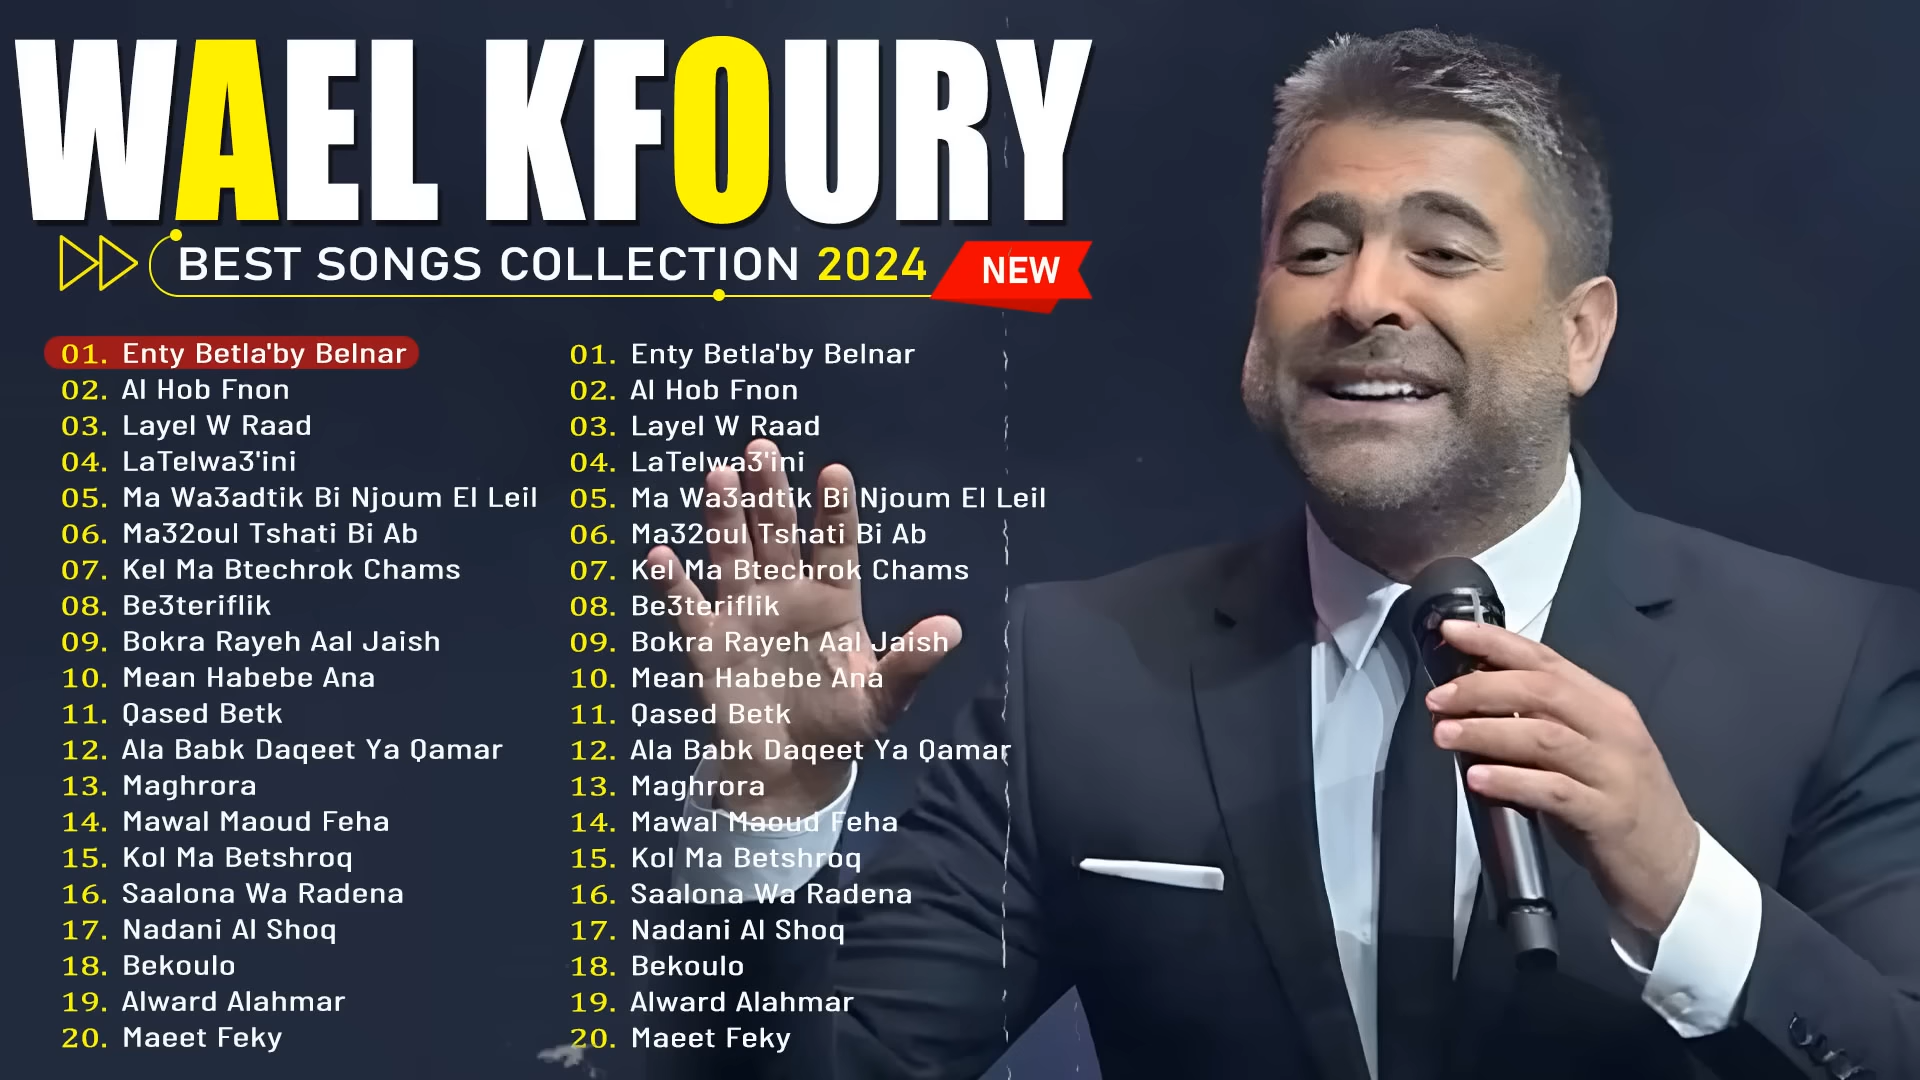 WAEL KFOURY
BEST SONGS COLLECTION 2024 NEW
01. Enty Betla'by Belnar
02. Al Hob Fnon
03. Layel W Raad
04. LaTelwa3'ini
05. Ma Wa3adtik Bi Njoum El Leil
06. Ma32oul Tshati Bi Ab
07. Kel Ma Btechrok Chams
08. Be3teriflik
09. Bokra Rayeh Aal Jaish
10. Mean Habebe Ana
11. Qased Betk
12. Ala Babk Daqeet Ya Qamar
13. Maghrora
14. Mawal Maoud Feha
15. Kol Ma Betshroq
16. Saalona Wa Radena
17. Nadani Al Shoq
18. Bekoulo
19. Alward Alahmar
20. Maeet Feky
01. Enty Betla'by Belnar
02. Al Hob Fnon
03. Layel W Raad
04. LaTelwa3'ini
05. Ma Wa3adtik Bi Njoum El Leil
06. Ma32oul Tshati Bi Ab
07. Kel Ma Btechrok Chams
08. Be3teriflik
09. Bokra Rayeh Aal Jaish
10. Mean Habebe Ana
11. Qased Betk
12. Ala Babk Daqeet Ya Qamar
13. Maghrora
14. Mawal Maoud Feha
15. Kol Ma Betshroq
16. Saalona Wa Radena
17. Nadani Al Shoq
18. Bekoulo
19. Alward Alahmar
20. Maeet Feky